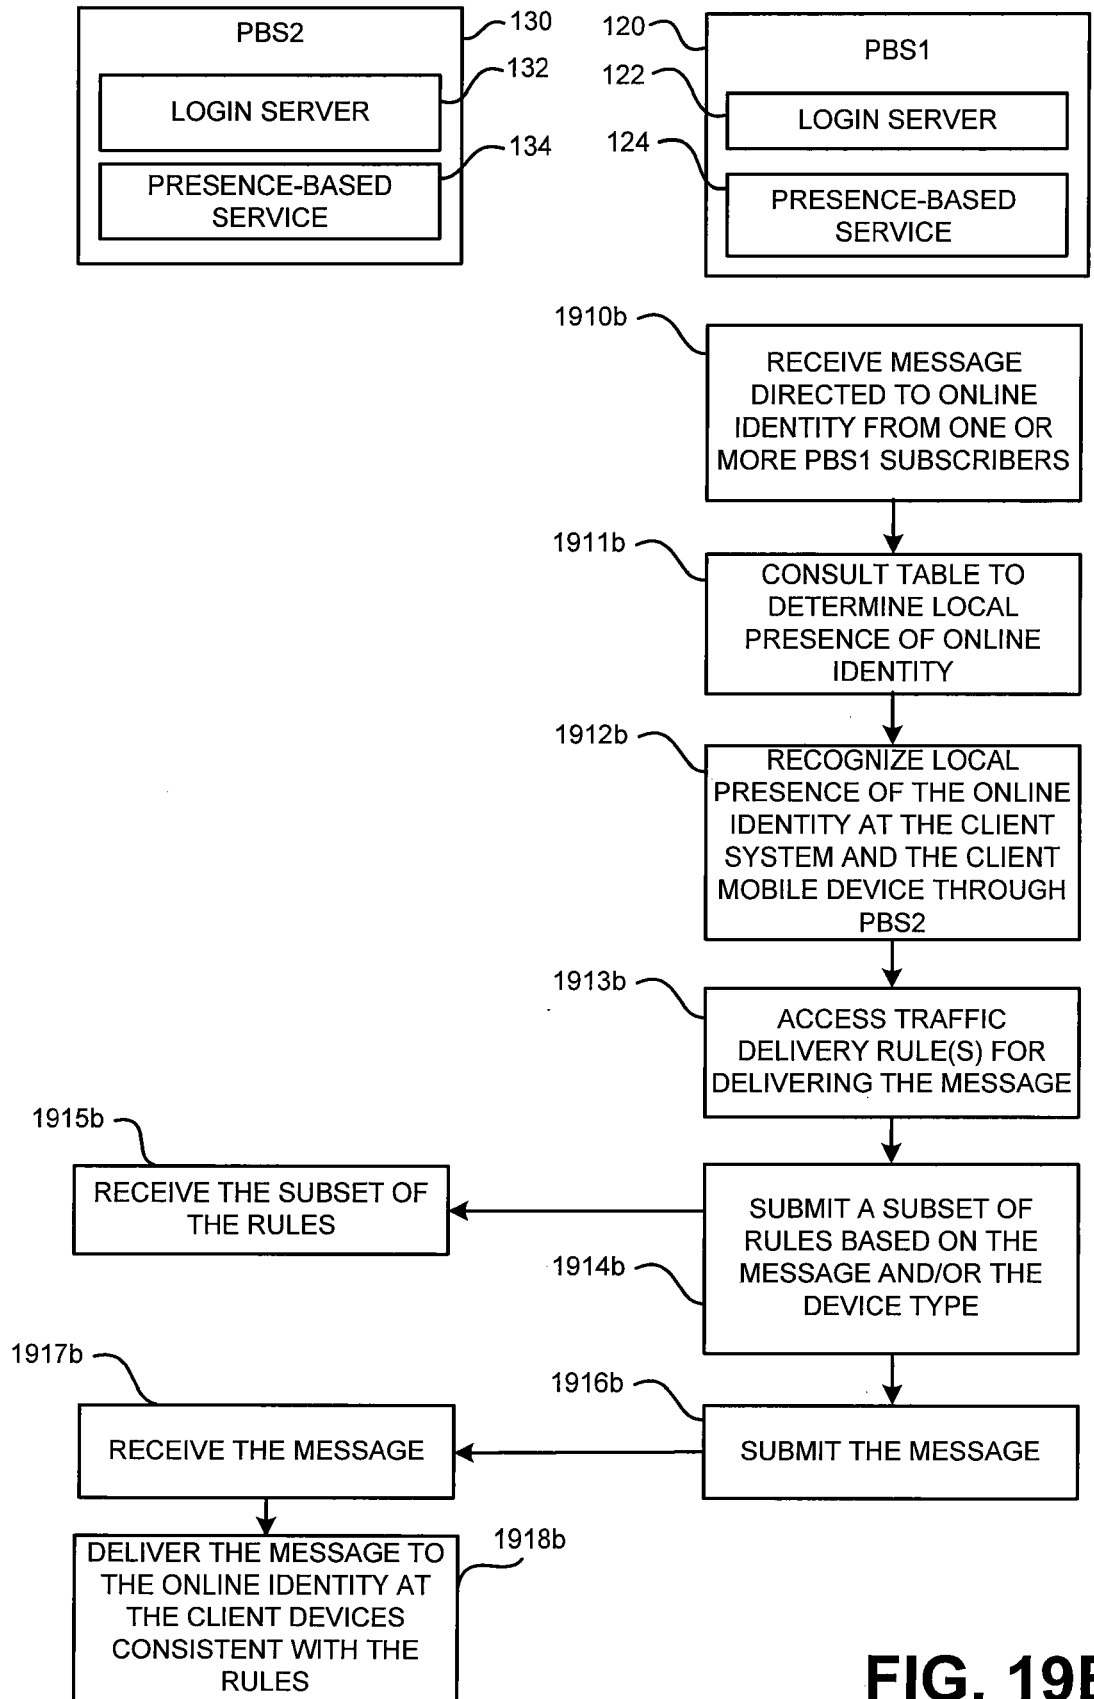 PBS2
130
LOGIN SERVER
132
PRESENCE-BASED
SERVICE
134
120
PBS1
122
LOGIN SERVER
124
PRESENCE-BASED
SERVICE
1910b
RECEIVE MESSAGE
DIRECTED TO ONLINE
IDENTITY FROM ONE OR
MORE PBS1 SUBSCRIBERS
1911b
CONSULT TABLE TO
DETERMINE LOCAL
PRESENCE OF ONLINE
IDENTITY
1912b
RECOGNIZE LOCAL
PRESENCE OF THE ONLINE
IDENTITY AT THE CLIENT
SYSTEM AND THE CLIENT
MOBILE DEVICE THROUGH
PBS2
1913b
ACCESS TRAFFIC
DELIVERY RULE(S) FOR
DELIVERING THE MESSAGE
1915b
RECEIVE THE SUBSET OF
THE RULES
1914b
SUBMIT A SUBSET OF
RULES BASED ON THE
MESSAGE AND/OR THE
DEVICE TYPE
1917b
RECEIVE THE MESSAGE
1916b
SUBMIT THE MESSAGE
1918b
DELIVER THE MESSAGE TO
THE ONLINE IDENTITY AT
THE CLIENT DEVICES
CONSISTENT WITH THE
RULES
FIG. 19B